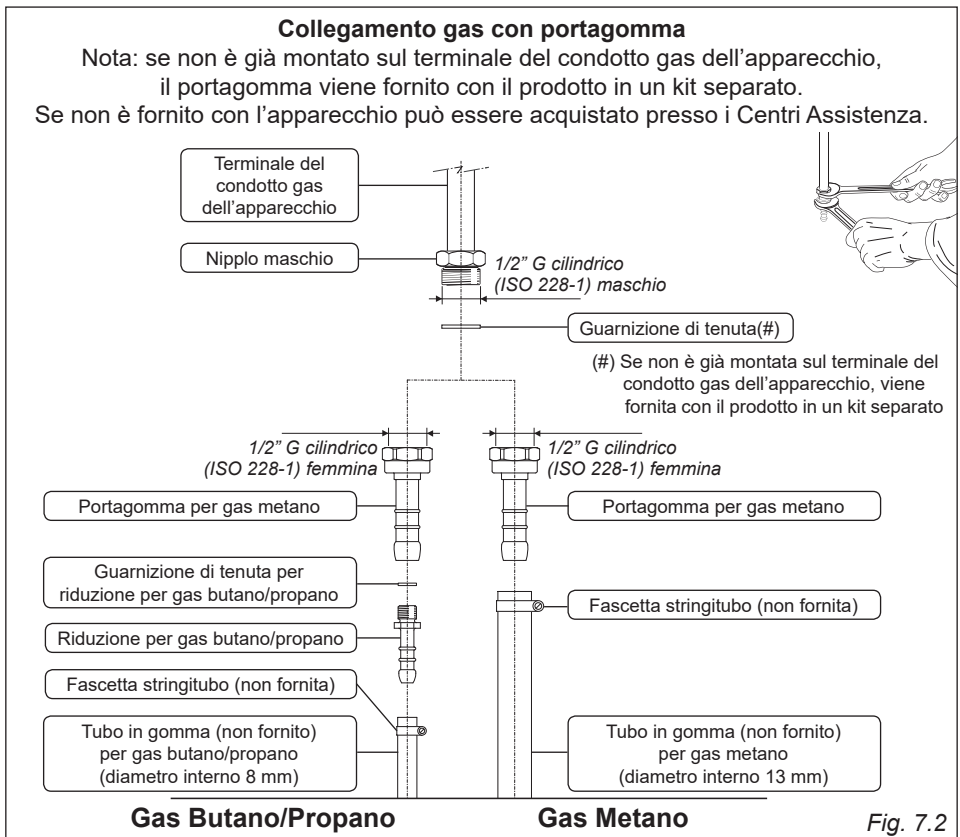 Collegamento gas con portagomma
Nota: se non è già montato sul terminale del condotto gas dell’apparecchio,
il portagomma viene fornito con il prodotto in un kit separato.
Se non è fornito con l’apparecchio può essere acquistato presso i Centri Assistenza.
Terminale del
condotto gas
dell’apparecchio
Nipplo maschio
1/2” G cilindrico
(ISO 228-1) maschio
Guarnizione di tenuta(#)
(#) Se non è già montata sul terminale del
condotto gas dell’apparecchio, viene
fornita con il prodotto in un kit separato
1/2” G cilindrico
(ISO 228-1) femmina
1/2” G cilindrico
(ISO 228-1) femmina
Portagomma per gas metano
Portagomma per gas metano
Guarnizione di tenuta per
riduzione per gas butano/propano
Fascetta stringitubo (non fornita)
Riduzione per gas butano/propano
Fascetta stringitubo (non fornita)
Tubo in gomma (non fornito)
per gas butano/propano
(diametro interno 8 mm)
Tubo in gomma (non fornito)
per gas metano
(diametro interno 13 mm)
Gas Butano/Propano
Gas Metano
Fig. 7.2